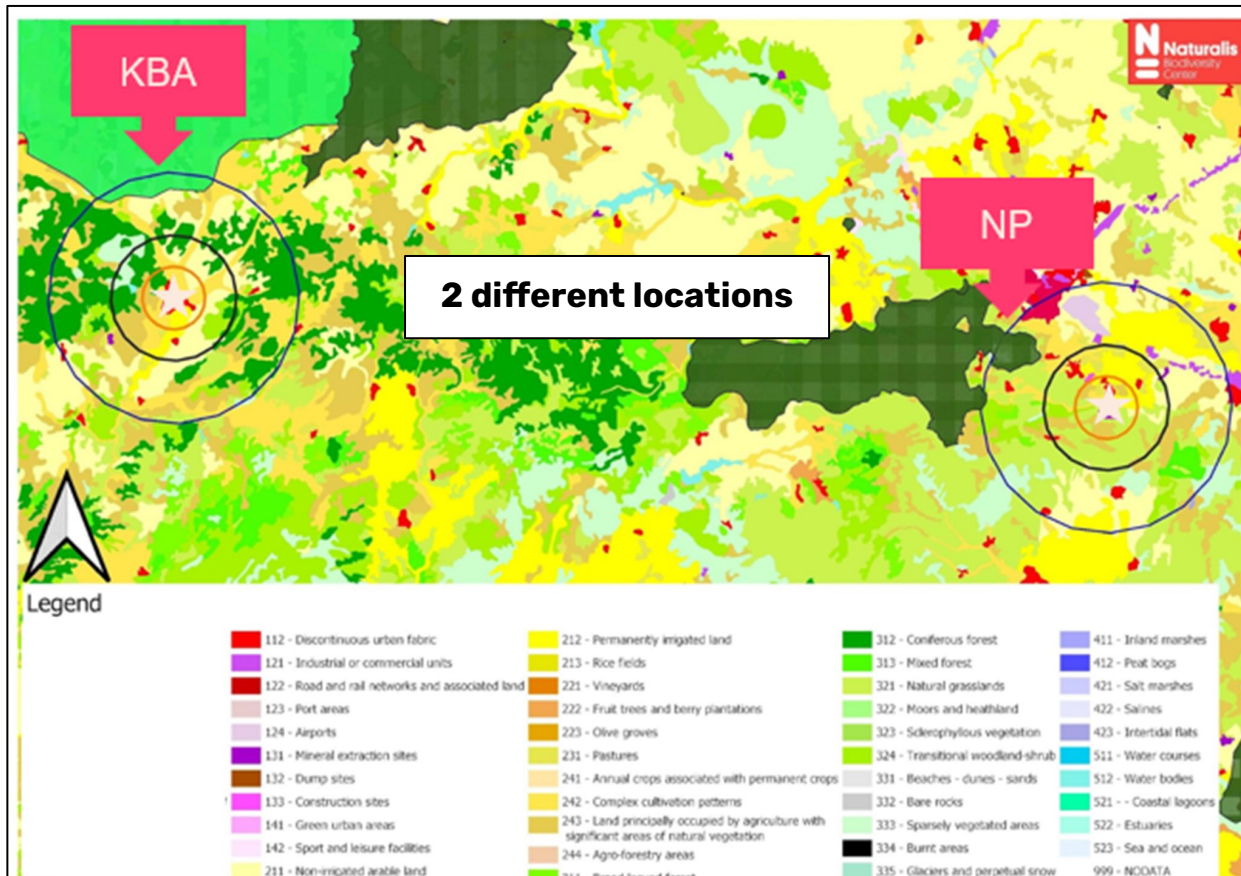 KBA
Naturalis
Biodiversity
Center
NP
2 different locations
Legend
112 - Discontinuous urban fabric
121 - Industrial or commercial units
122 - Road and rail networks and associated land
123 - Port areas
124 - Airports
131 - Mineral extraction sites
132 - Dump sites
133 - Construction sites
141 - Green urban areas
142 - Sport and leisure facilities
211 - Non-irrigated arable land
212 - Permanently irrigated land
213 - Rice fields
221 - Vineyards
222 - Fruit trees and berry plantations
223 - Olive groves
231 - Pastures
241 - Annual crops associated with permanent crops
242 - Complex cultivation patterns
243 - Land principally occupied by agriculture with
significant areas of natural vegetation
244 - Agro-forestry areas
312 - Coniferous forest
313 - Mixed forest
321 - Natural grasslands
322 - Moors and heathland
323 - Sclerophyllous vegetation
324 - Transitional woodland-shrub
331 - Beaches - dunes - sands
332 - Bare rocks
333 - Sparsely vegetated areas
334 - Burnt areas
335 - Glaciers and perpetual snow
411 - Inland marshes
412 - Peat bogs
421 - Salt marshes
422 - Salines
423 - Intertidal flats
511 - Water courses
512 - Water bodies
521 - - Coastal lagoons
522 - Estuaries
523 - Sea and ocean
999 - NODATA